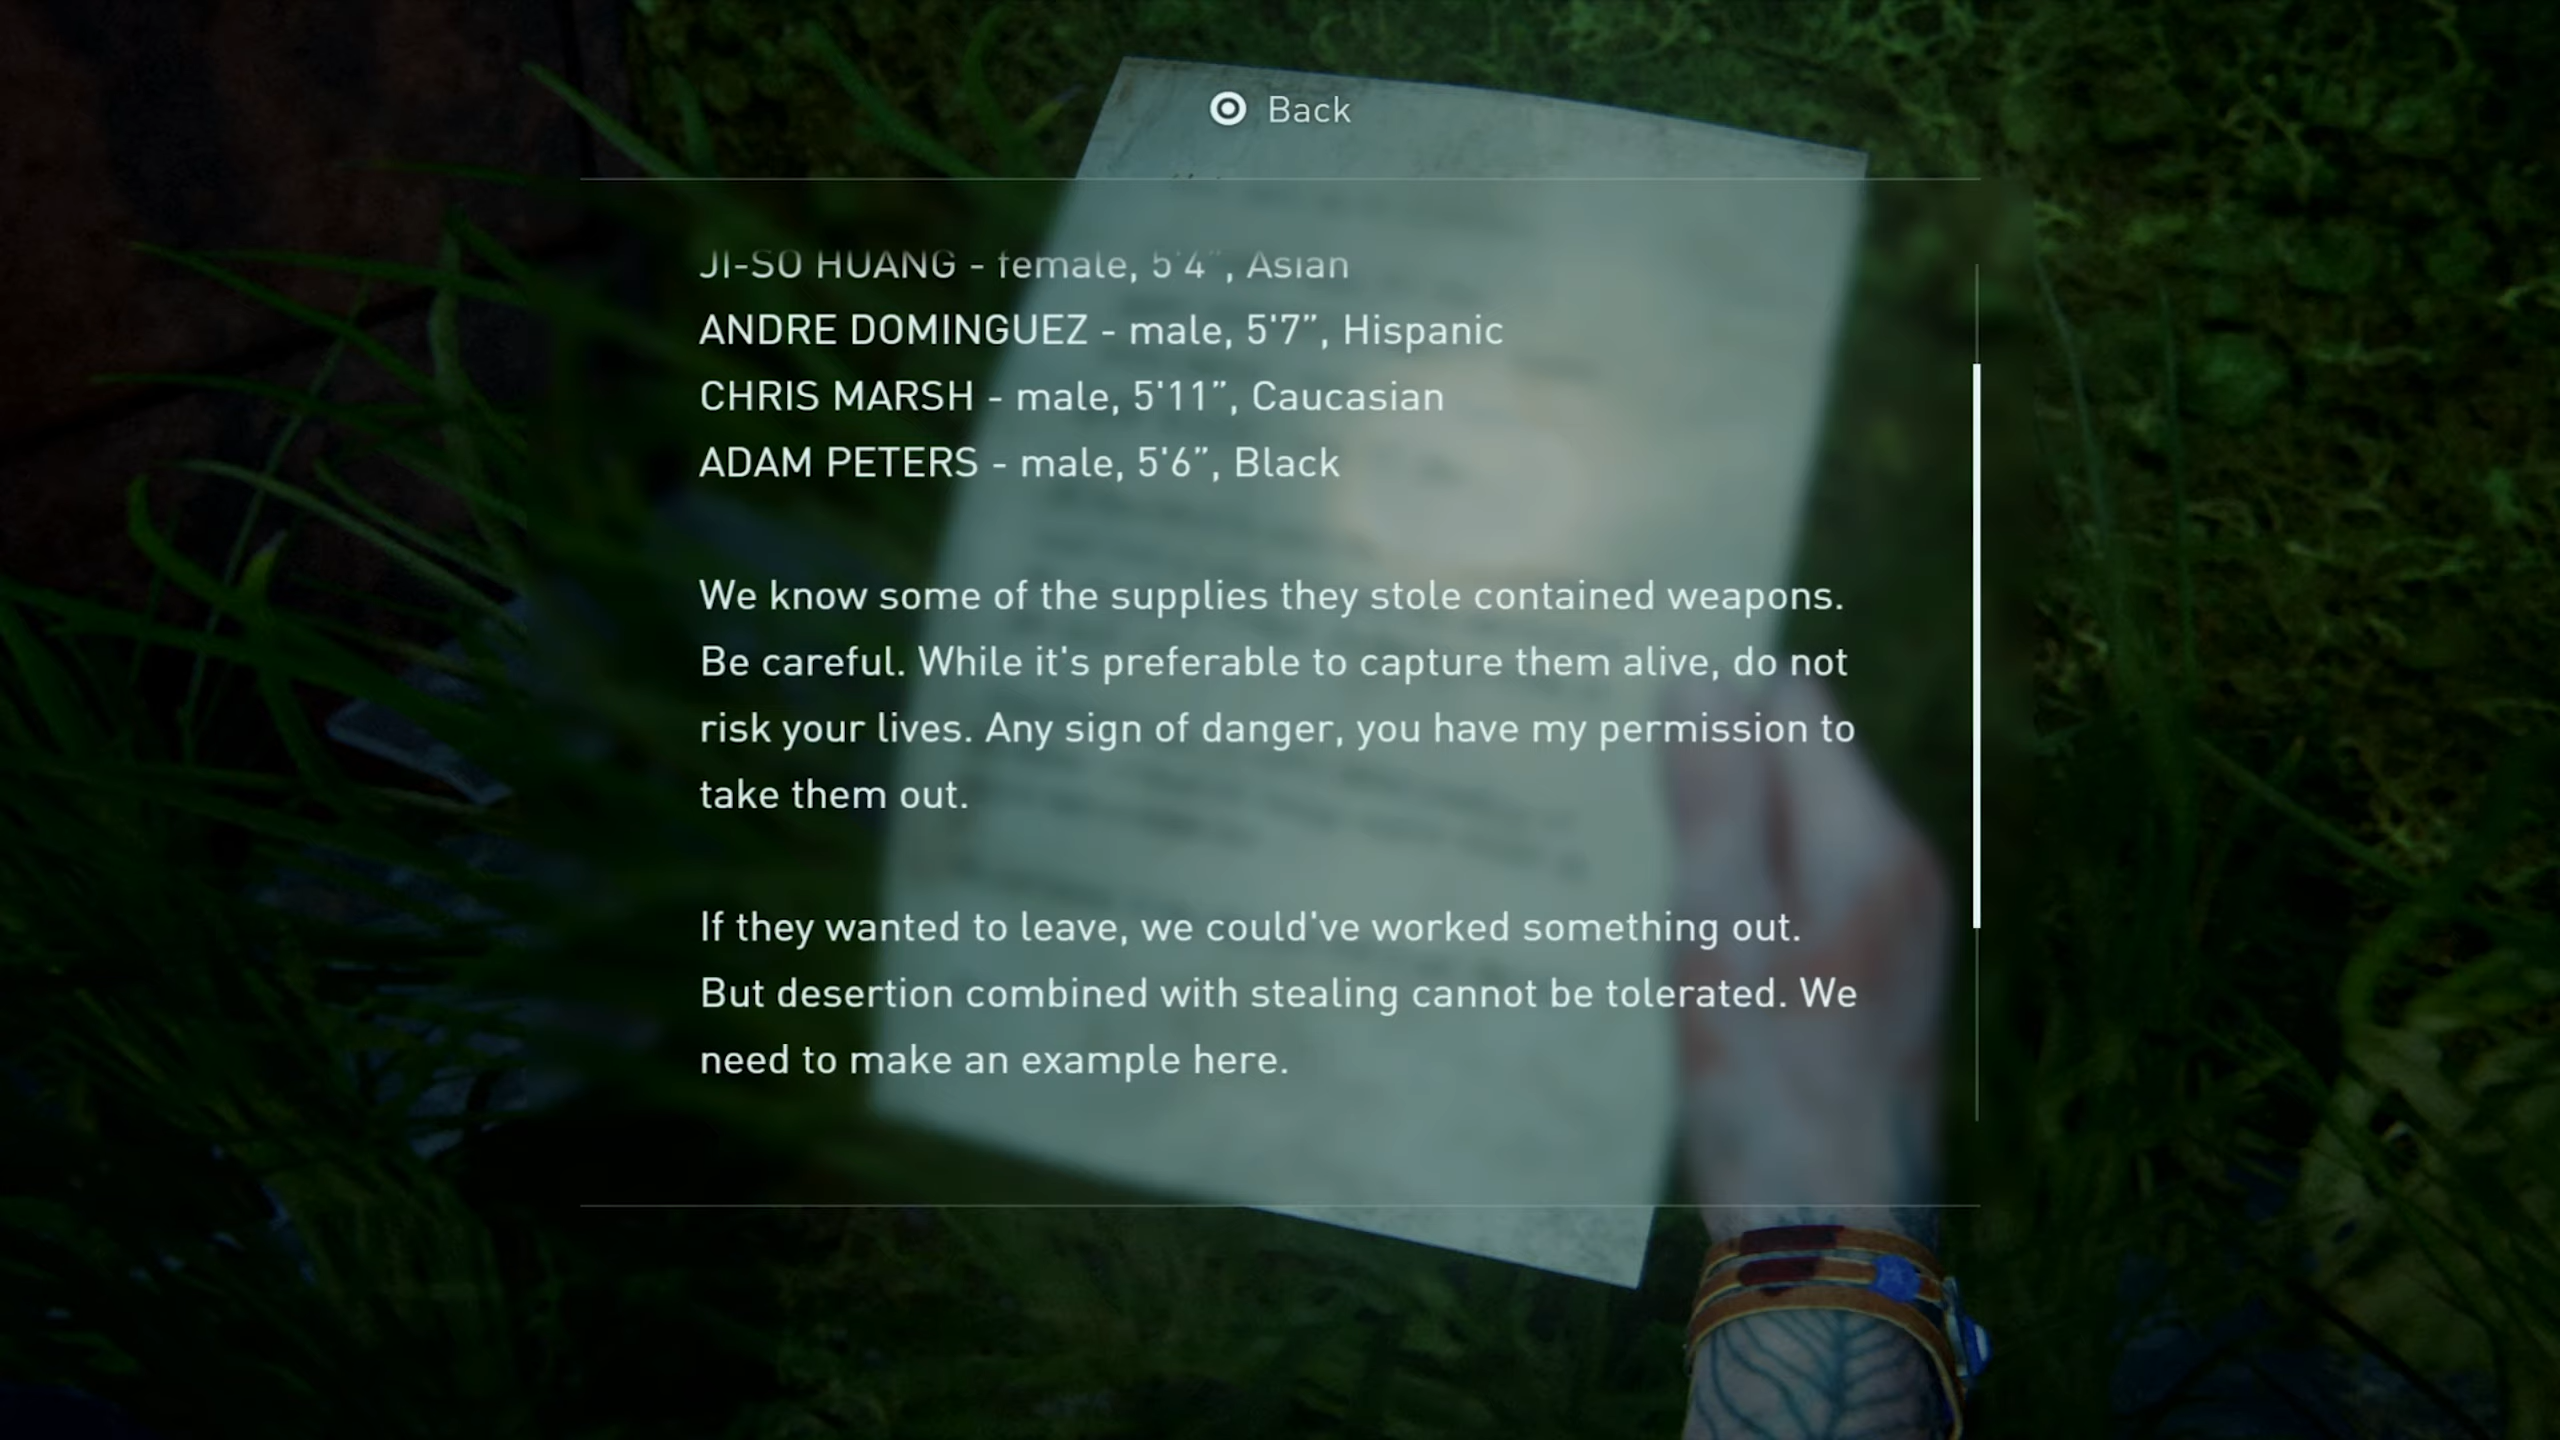 Back
JI-SO HUANG - female, 5'4”, Asian
ANDRE DOMINGUEZ - male, 5'7”, Hispanic
CHRIS MARSH - male, 5'11”, Caucasian
ADAM PETERS - male, 5'6”, Black
We know some of the supplies they stole contained weapons.
Be careful. While it's preferable to capture them alive, do not
risk your lives. Any sign of danger, you have my permission to
take them out.
If they wanted to leave, we could've worked something out.
But desertion combined with stealing cannot be tolerated. We
need to make an example here.